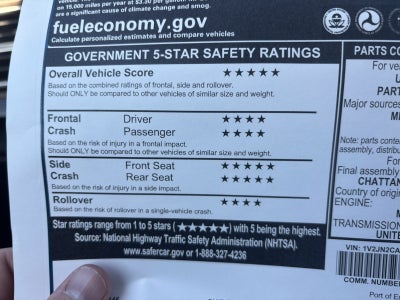 on 15,000 miles per year at $3.30 per gallon
are a significant cause of climate change and smog.
fueleconomy.gov
Calculate personalized estimates and compare vehicles
GOVERNMENT 5-STAR SAFETY RATINGS
Overall Vehicle Score ★★★★★
Based on the combined ratings of frontal, side and rollover.
Should ONLY be compared to other vehicles of similar size and weight.
Frontal Driver ★★★★
Crash Passenger ★★★★
Based on the risk of injury in a frontal impact.
Should ONLY be compared to other vehicles of similar size and weight.
Side Front Seat ★★★★★
Crash Rear Seat ★★★★★
Based on the risk of injury in a side impact.
Rollover ★★★★
Based on the risk of rollover in a single-vehicle crash.
Star ratings range from 1 to 5 stars (★★★★★) with 5 being the highest.
Source: National Highway Traffic Safety Administration (NHTSA).
www.safercar.gov or 1-888-327-4236
PARTS CO
For ve
U.
PART
Major sources
ME
Note: parts conte
assembly, distribu
Fo
Final assembly
CHATTAN
Country of origin
ENGINE:
M
TRANSMISSION
UNITE
VIN: 1V2JN2CA
COMM. NUMBER
Port of E